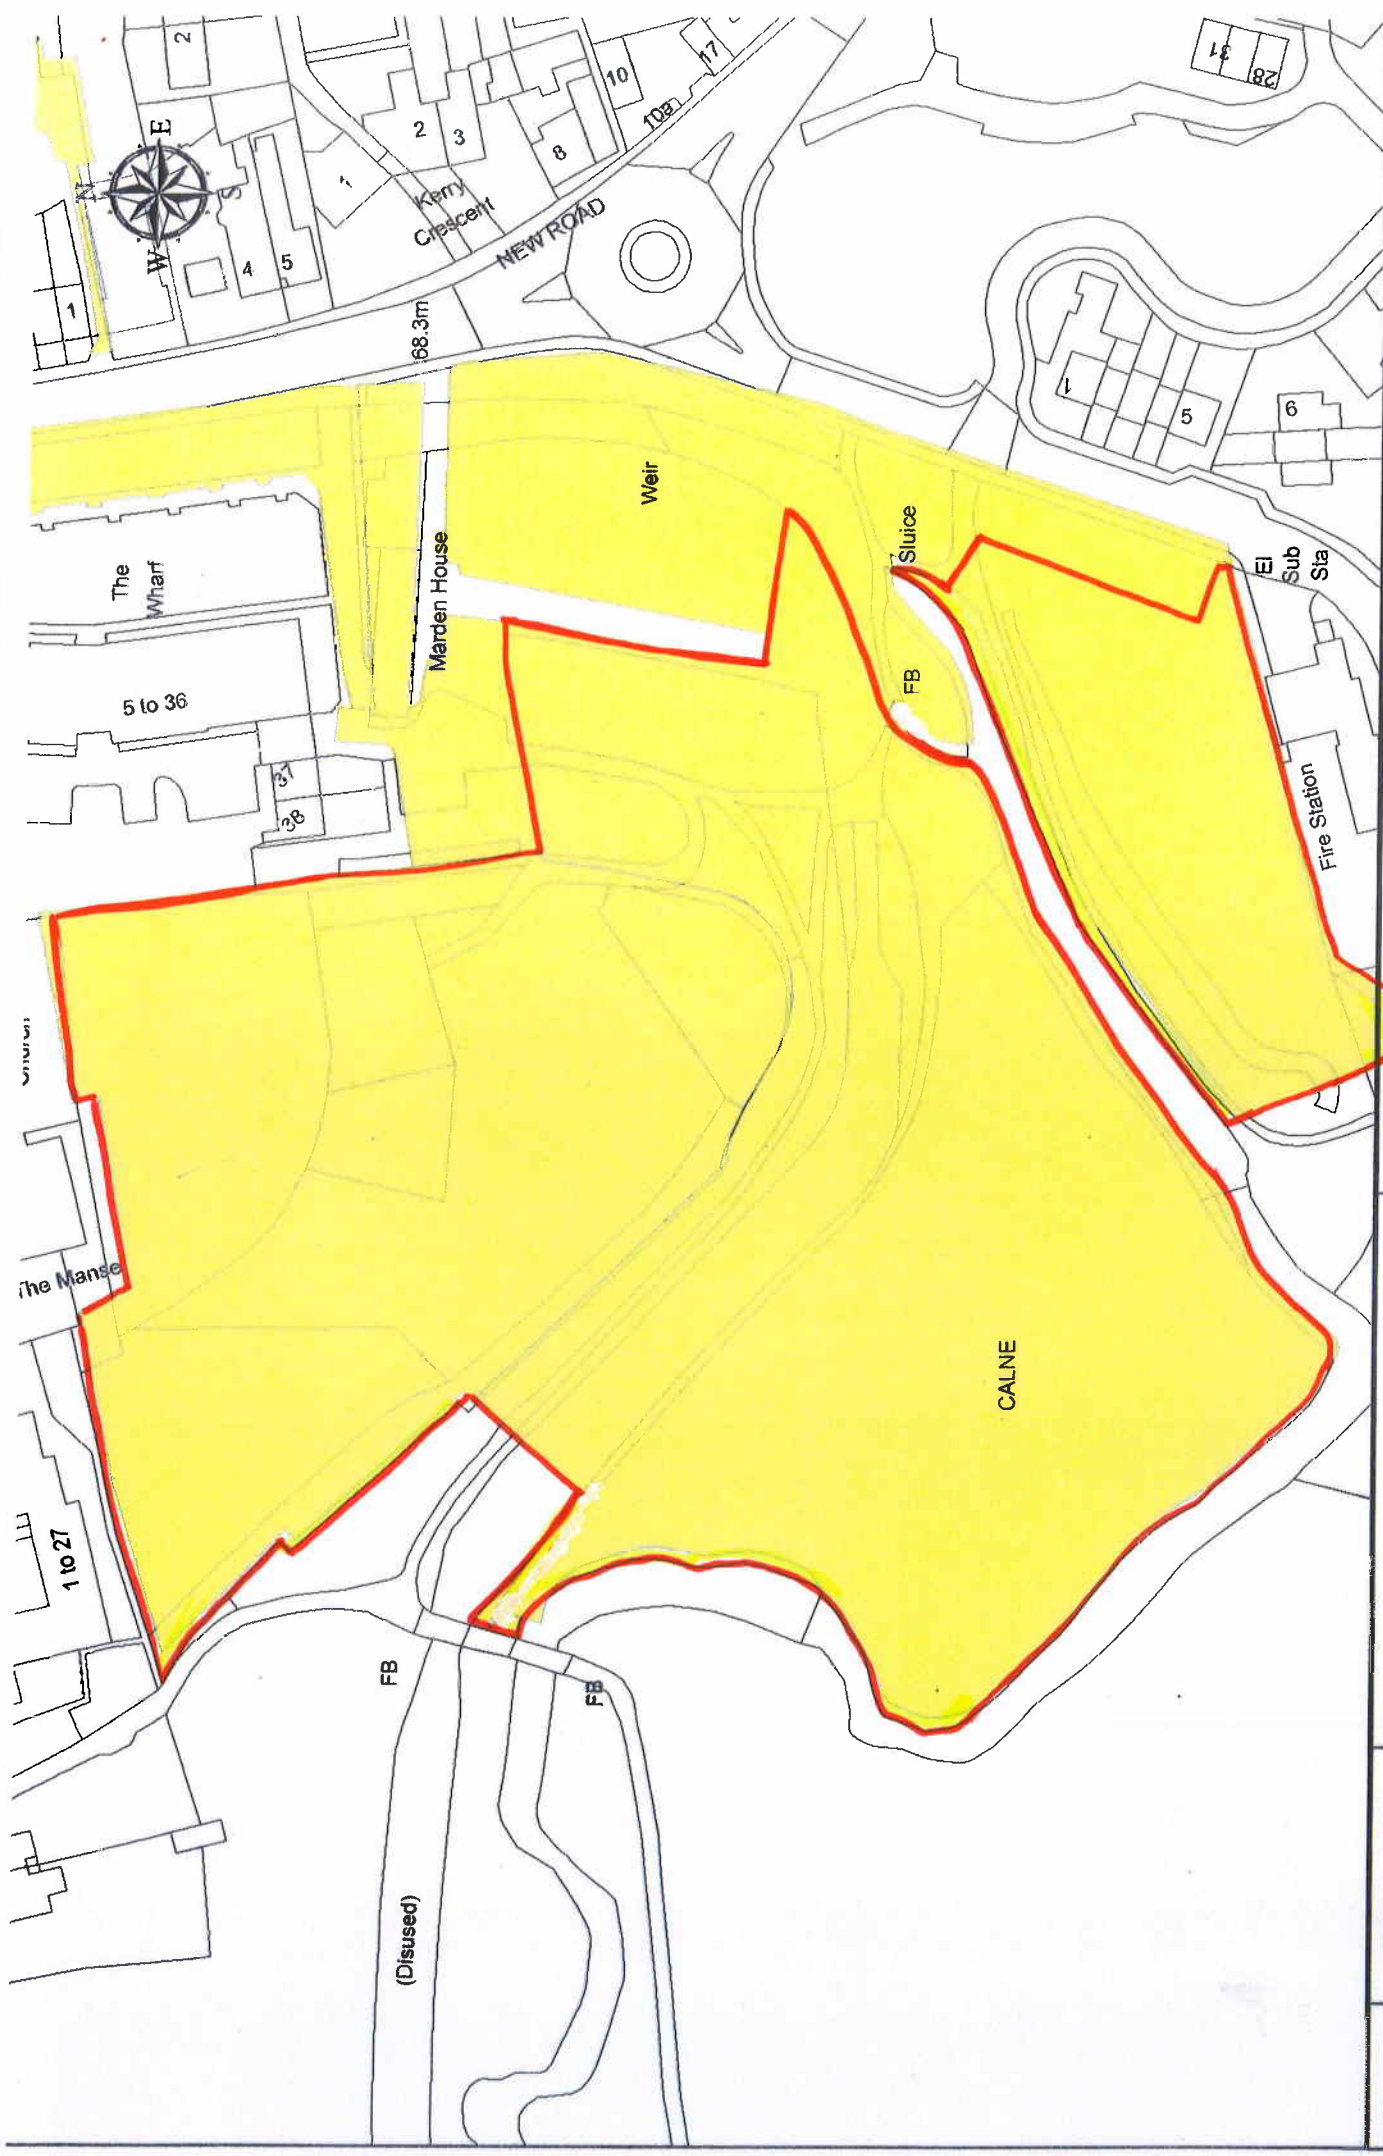 2
N
E
S
W
1
4
5
1
2
3
8
10
10a
17
31
28
Kerry
Crescent
NEW ROAD
68.3m
The
Wharf
5 to 36
37
38
Marden House
Weir
Sluice
FB
1
5
6
El
Sub
Sta
Fire Station
The Manse
1 to 27
CALNE
FB
FB
(Disused)